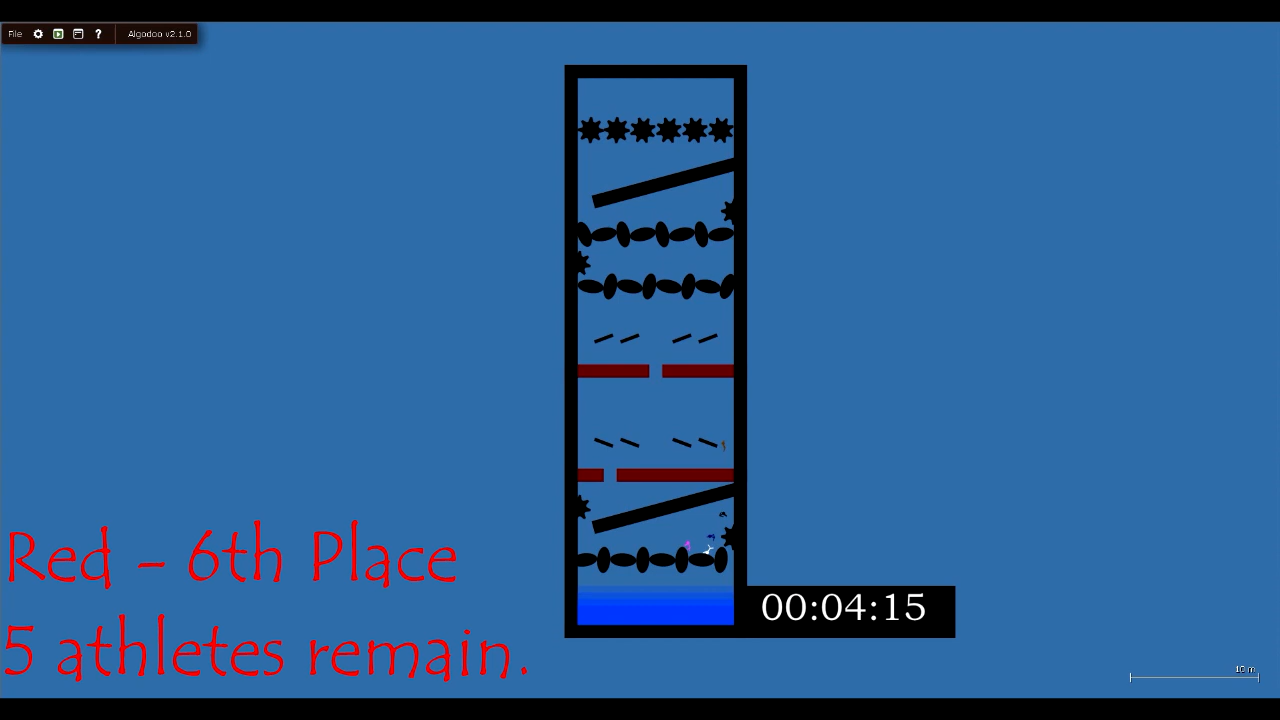 File ? Algodoo v2.1.0
00:04:15
Red - 6th Place
5 athletes remain.
10 m